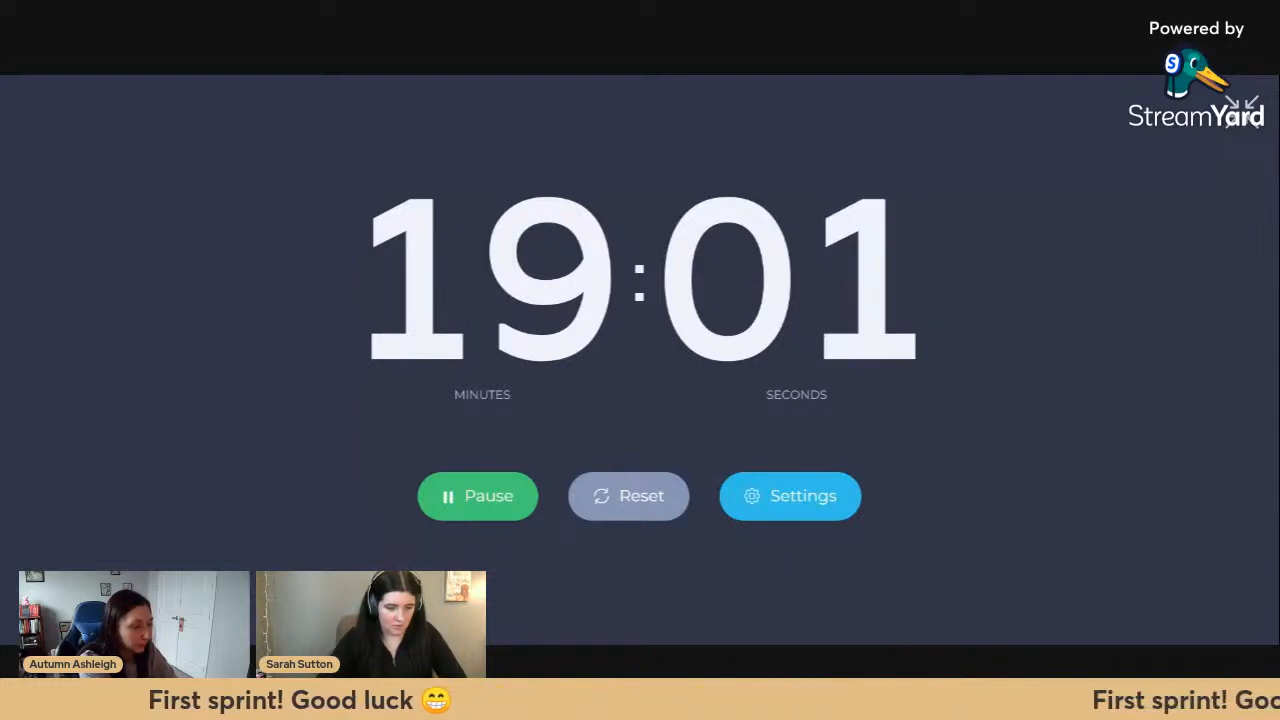 Powered by
S
StreamYard
19:01
MINUTES
SECONDS
Pause
Reset
Settings
Autumn Ashleigh
Sarah Sutton
First sprint! Good luck 😁
First sprint! Goo